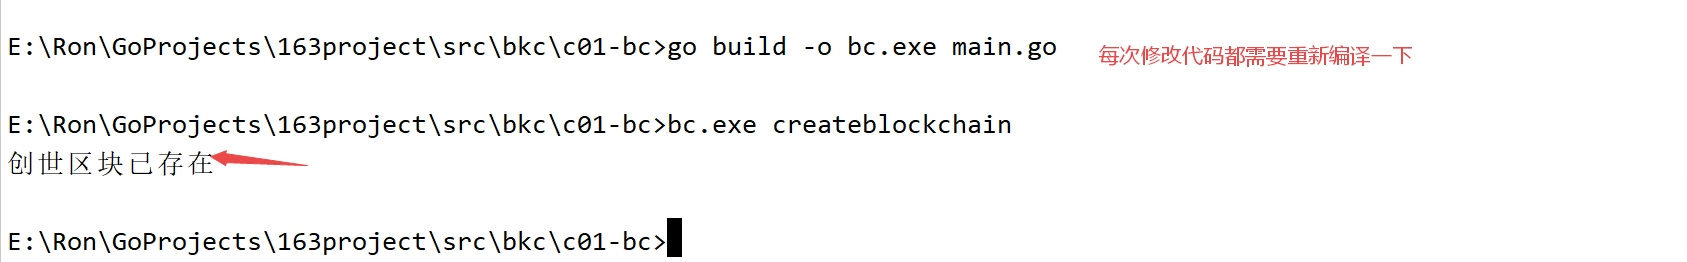 E:\Ron\GoProjects\163project\src\bkc\c01-bc>go build -o bc.exe main.go
每次修改代码都需要重新编译一下
E:\Ron\GoProjects\163project\src\bkc\c01-bc>bc.exe createblockchain
创世区块已存在
E:\Ron\GoProjects\163project\src\bkc\c01-bc>